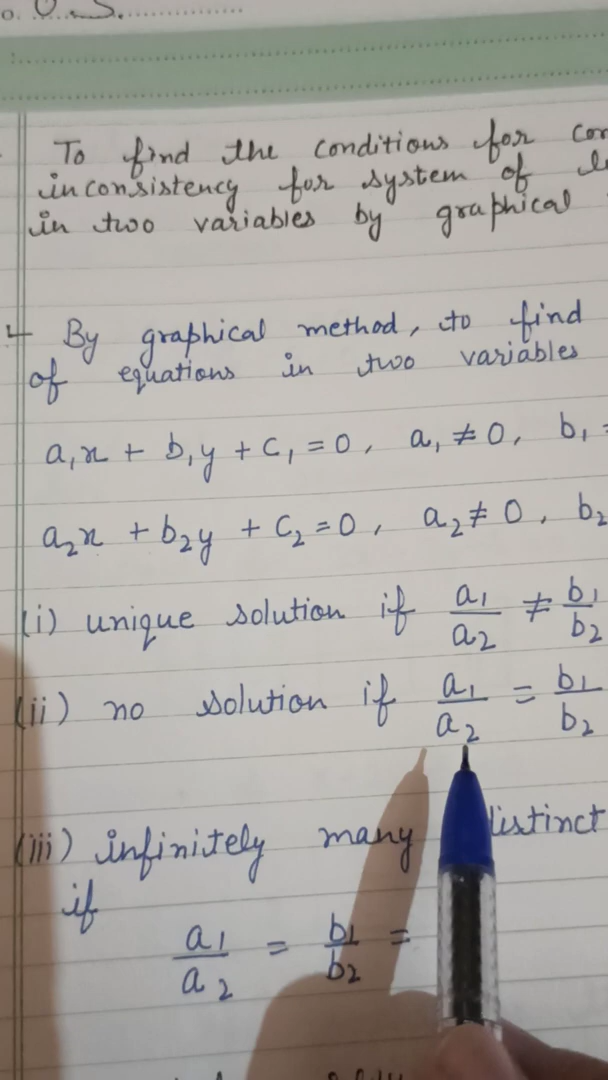 To find the conditions for
inconsistency for system of
in two variables by graphical
By graphical method, to find
of equations in two variables
a₁x + b₁y + c₁ = 0, a₁ ≠ 0, b₁
a₂x + b₂y + c₂ = 0, a₂ ≠ 0, b₂
(i) unique solution if a₁/a₂ ≠ b₁/b₂
(ii) no solution if a₁/a₂ = b₁/b₂
(iii) infinitely many distinct
if
a₁/a₂ = b₁/b₂ =